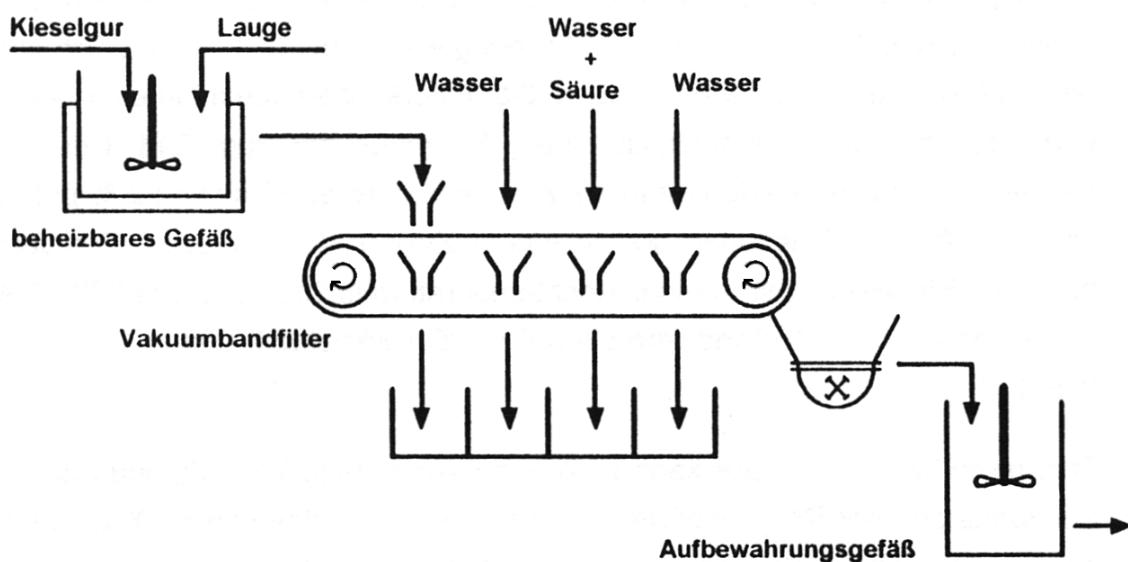 Kieselgur
Lauge
Wasser
Wasser
+
Säure
Wasser
beheizbares Gefäß
Vakuumbandfilter
Aufbewahrungsgefäß